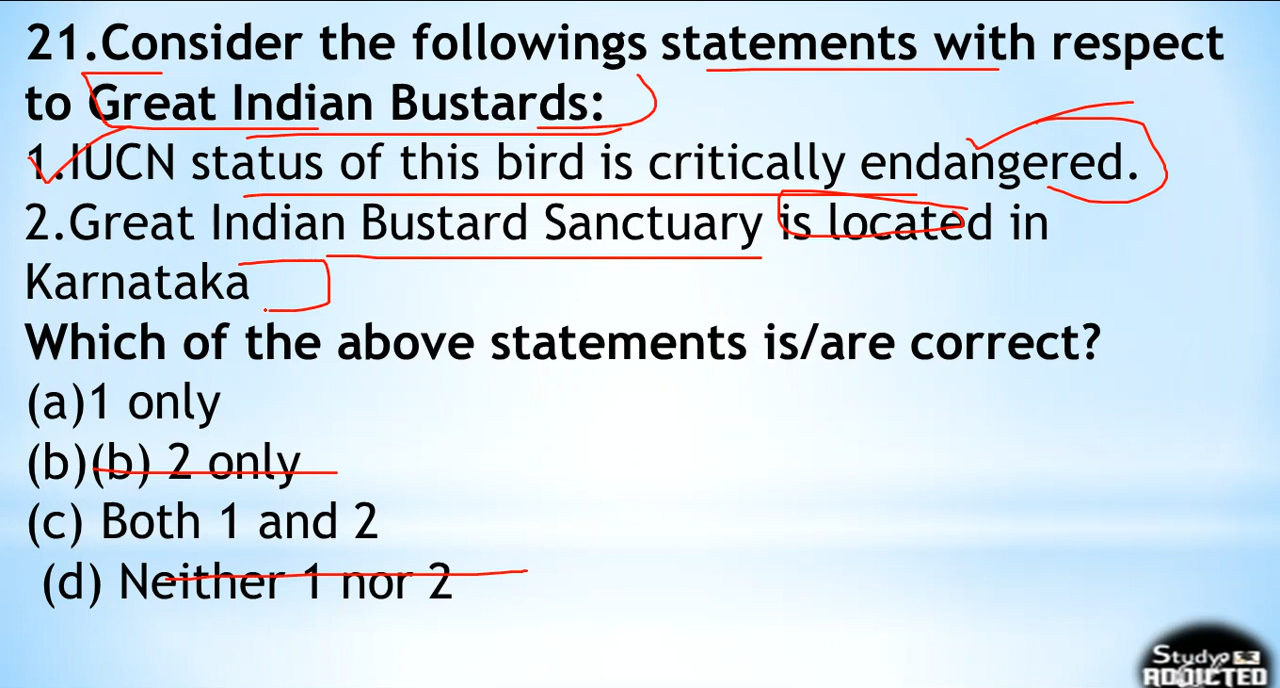 21.Consider the followings statements with respect
to Great Indian Bustards:
1.IUCN status of this bird is critically endangered.
2.Great Indian Bustard Sanctuary is located in
Karnataka
Which of the above statements is/are correct?
(a)1 only
(b)(b) 2 only
(c) Both 1 and 2
(d) Neither 1 nor 2
Study
ADDICTED